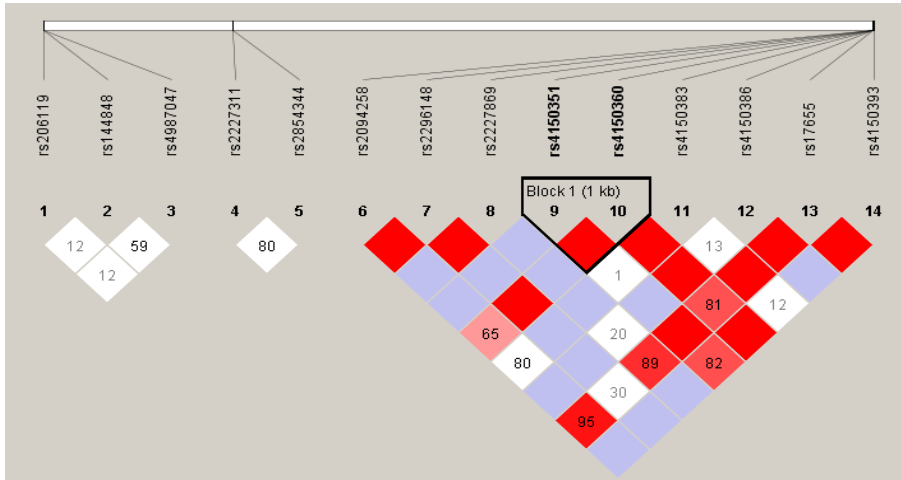 rs206119
rs144848
rs4987047
rs2227311
rs2854344
rs2094258
rs2296148
rs2227869
rs4150351
rs4150360
rs4150383
rs4150386
rs17655
rs4150393
Block 1 (1 kb)
1 2 3 4 5 6 7 8 9 10 11 12 13 14
12 59 80 13
12 1
81 12
65 20
80 89 82
30
95